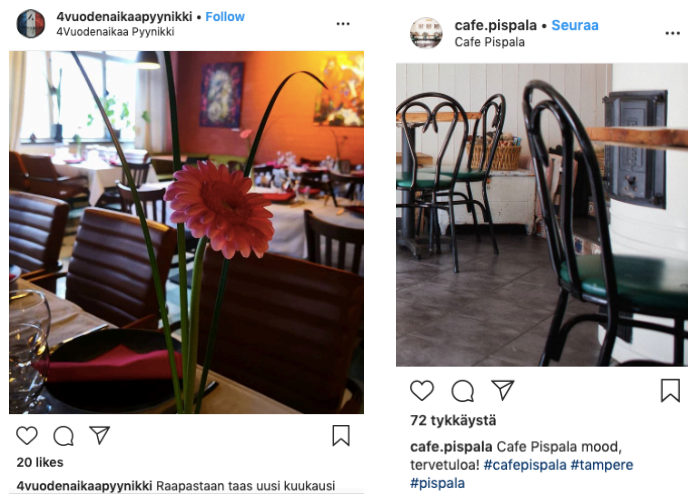 4vuodenaikaapyynikki • Follow
4Vuodenaikaa Pyynikki
20 likes
4vuodenaikaapyynikki Raapastaan taas uusi kuukausi
cafe.pispala • Seuraa
Cafe Pispala
72 tykkäystä
cafe.pispala Cafe Pispala mood,
tervetuloa! #cafepispala #tampere
#pispala